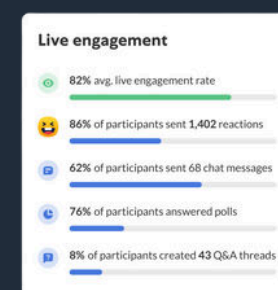 Live engagement
82% avg. live engagement rate
86% of participants sent 1,402 reactions
62% of participants sent 68 chat messages
76% of participants answered polls
8% of participants created 43 Q&A threads